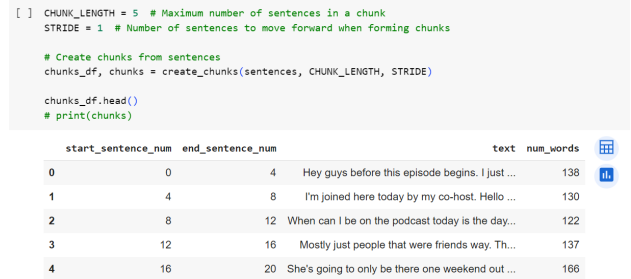 [ ] CHUNK_LENGTH = 5  # Maximum number of sentences in a chunk
STRIDE = 1  # Number of sentences to move forward when forming chunks
# Create chunks from sentences
chunks_df, chunks = create_chunks(sentences, CHUNK_LENGTH, STRIDE)
chunks_df.head()
# print(chunks)
start_sentence_num end_sentence_num text num_words
0 0 4 Hey guys before this episode begins. I just ... 138
1 4 8 I'm joined here today by my co-host. Hello ... 130
2 8 12 When can I be on the podcast today is the day... 122
3 12 16 Mostly just people that were friends way. Th... 137
4 16 20 She's going to only be there one weekend out ... 166